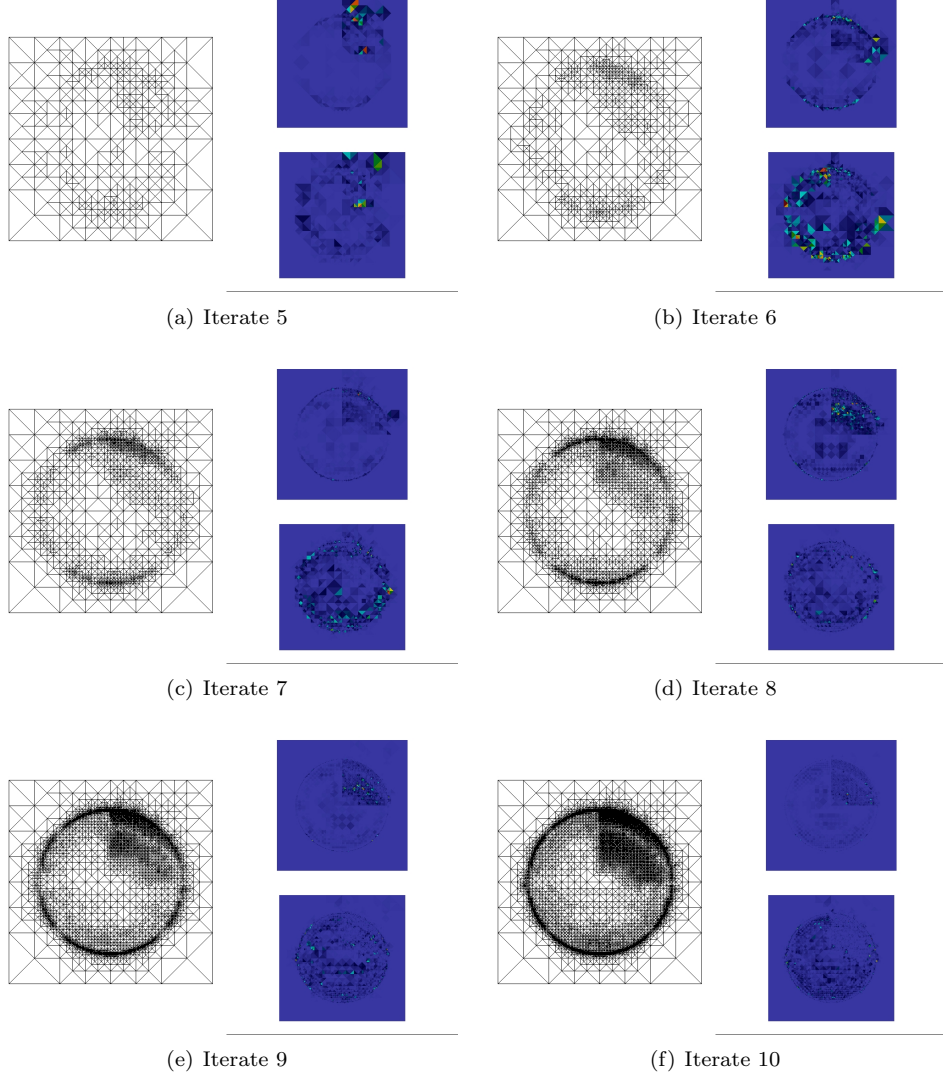 (a) Iterate 5
(b) Iterate 6
(c) Iterate 7
(d) Iterate 8
(e) Iterate 9
(f) Iterate 10